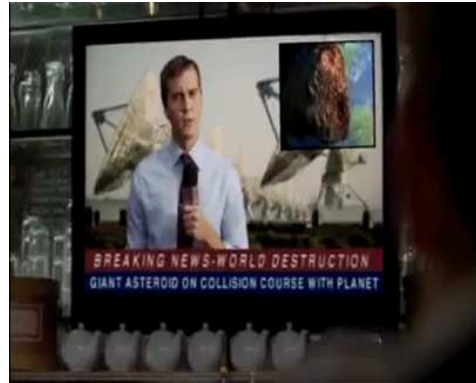 BREAKING NEWS-WORLD DESTRUCTION
GIANT ASTEROID ON COLLISION COURSE WITH PLANET